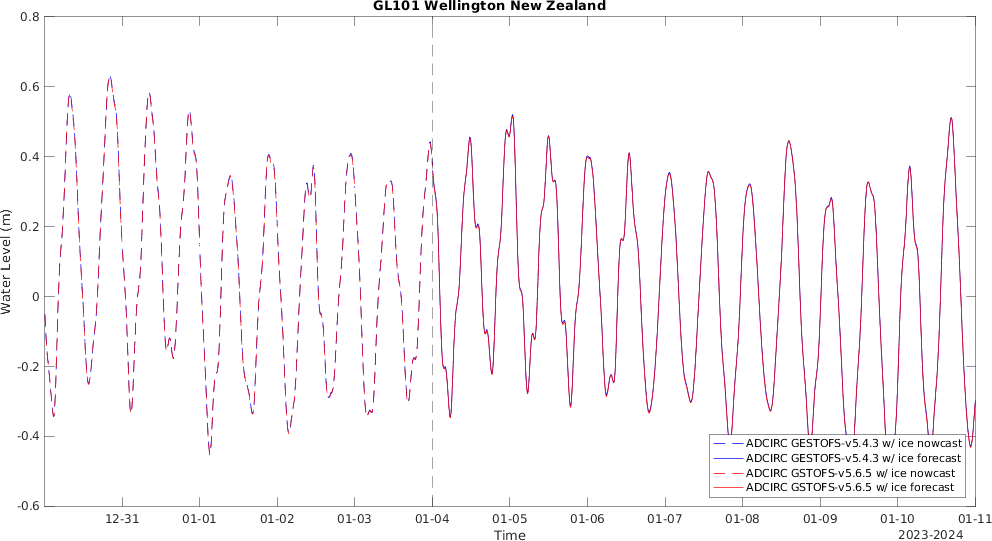 GL101 Wellington New Zealand
Water Level (m)
0.8
0.6
0.4
0.2
0
-0.2
-0.4
-0.6
12-31 01-01 01-02 01-03 01-04 01-05 01-06 01-07 01-08 01-09 01-10 01-11
Time
2023-2024
ADCIRC GESTOFS-v5.4.3 w/ ice nowcast
ADCIRC GESTOFS-v5.4.3 w/ ice forecast
ADCIRC GSTOFS-v5.6.5 w/ ice nowcast
ADCIRC GSTOFS-v5.6.5 w/ ice forecast